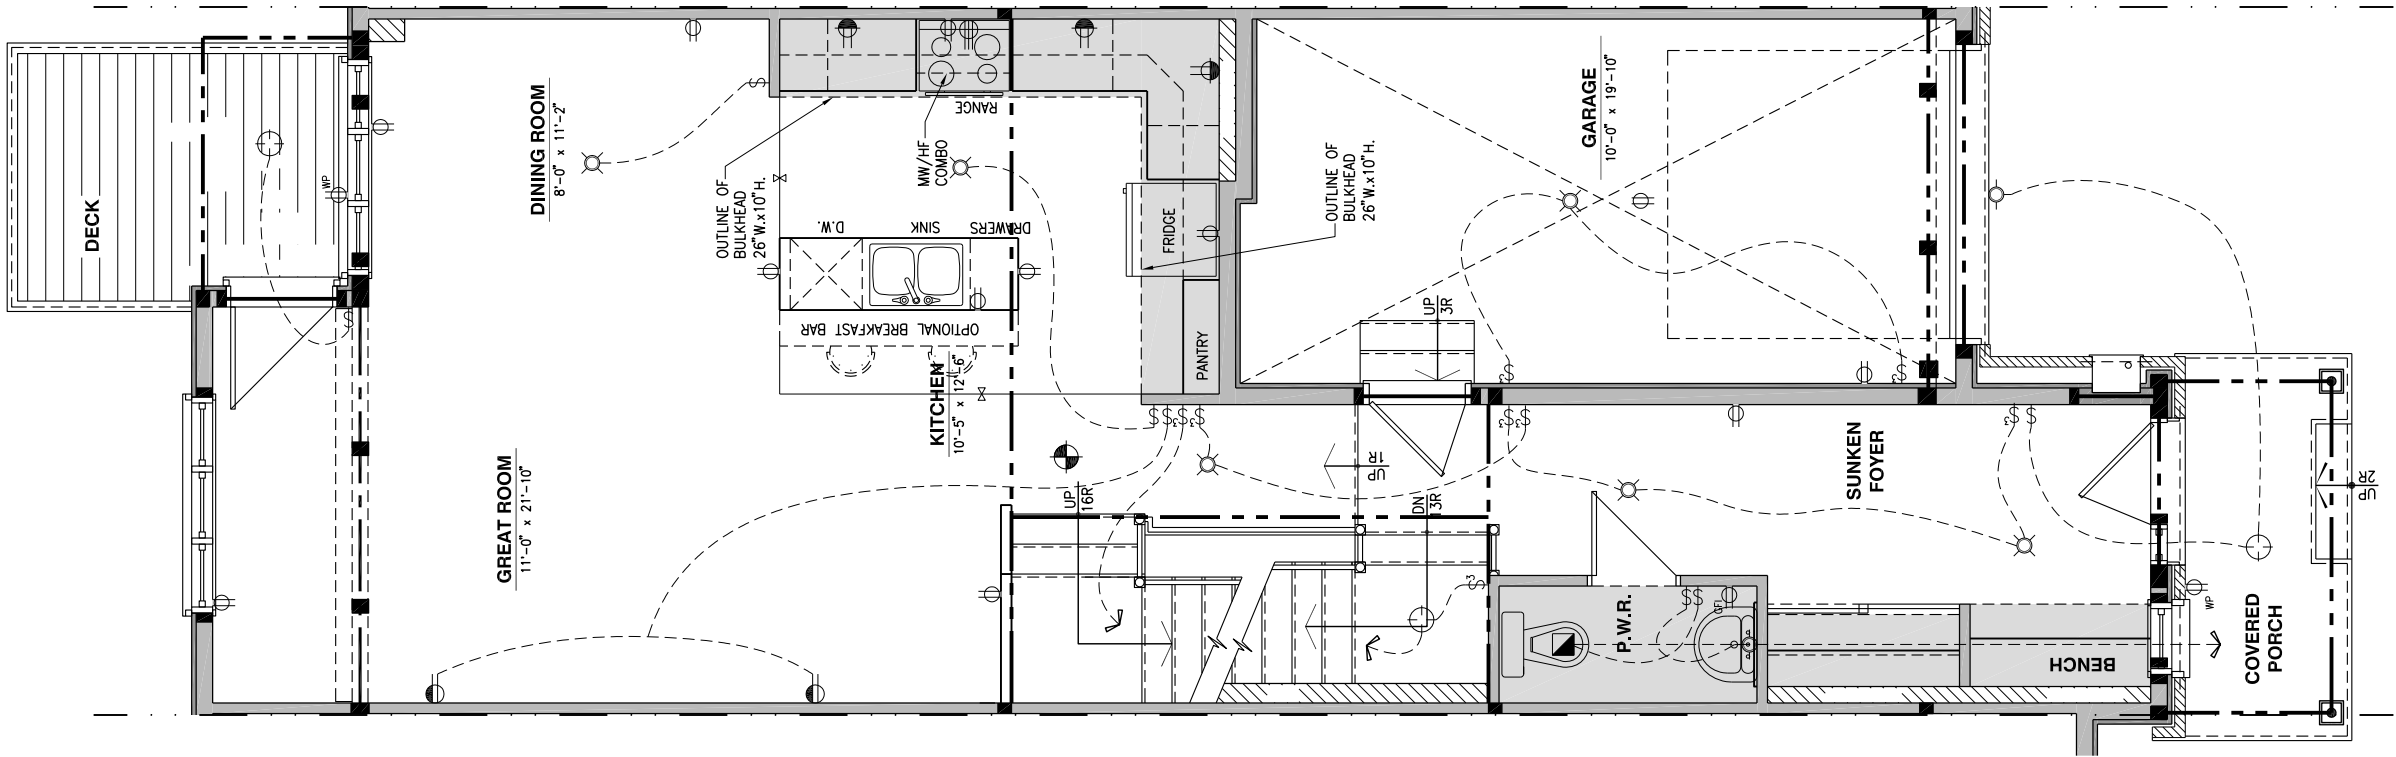 DECK
WP
DINING ROOM
8'-0" x 11'-2"
GREAT ROOM
11'-0" x 21'-10"
OUTLINE OF
BULKHEAD
26"W.x10"H.
MW/HF
COMBO
RANGE
D.W.
SINK
DRAWERS
OPTIONAL BREAKFAST BAR
KITCHEN
10'-5" x 12'-6"
FRIDGE
PANTRY
OUTLINE OF
BULKHEAD
26"W.x10"H.
GARAGE
10'-0" x 19'-10"
UP
3R
UP
16R
UP
1R
DN
13R
P.W.R.
GFI
SUNKEN
FOYER
BENCH
WP
COVERED
PORCH
UP
2R